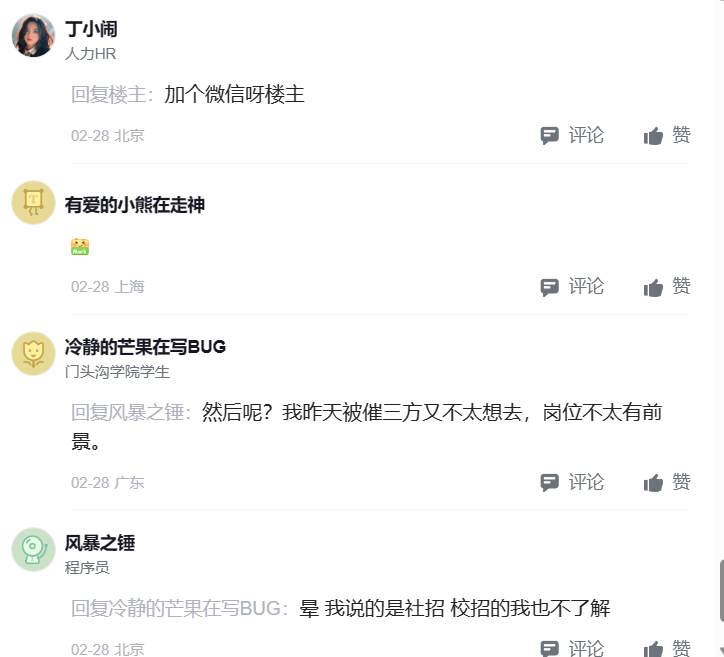 丁小闹
人力HR
回复楼主：加个微信呀楼主
02-28 北京
评论 赞
有爱的小熊在走神
Mark
02-28 上海
评论 赞
冷静的芒果在写BUG
门头沟学院学生
回复风暴之锤：然后呢？我昨天被催三方又不太想去，岗位不太有前
景。
02-28 广东
评论 赞
风暴之锤
程序员
回复冷静的芒果在写BUG：晕 我说的是社招 校招的我也不了解
02-28 北京
评论 赞